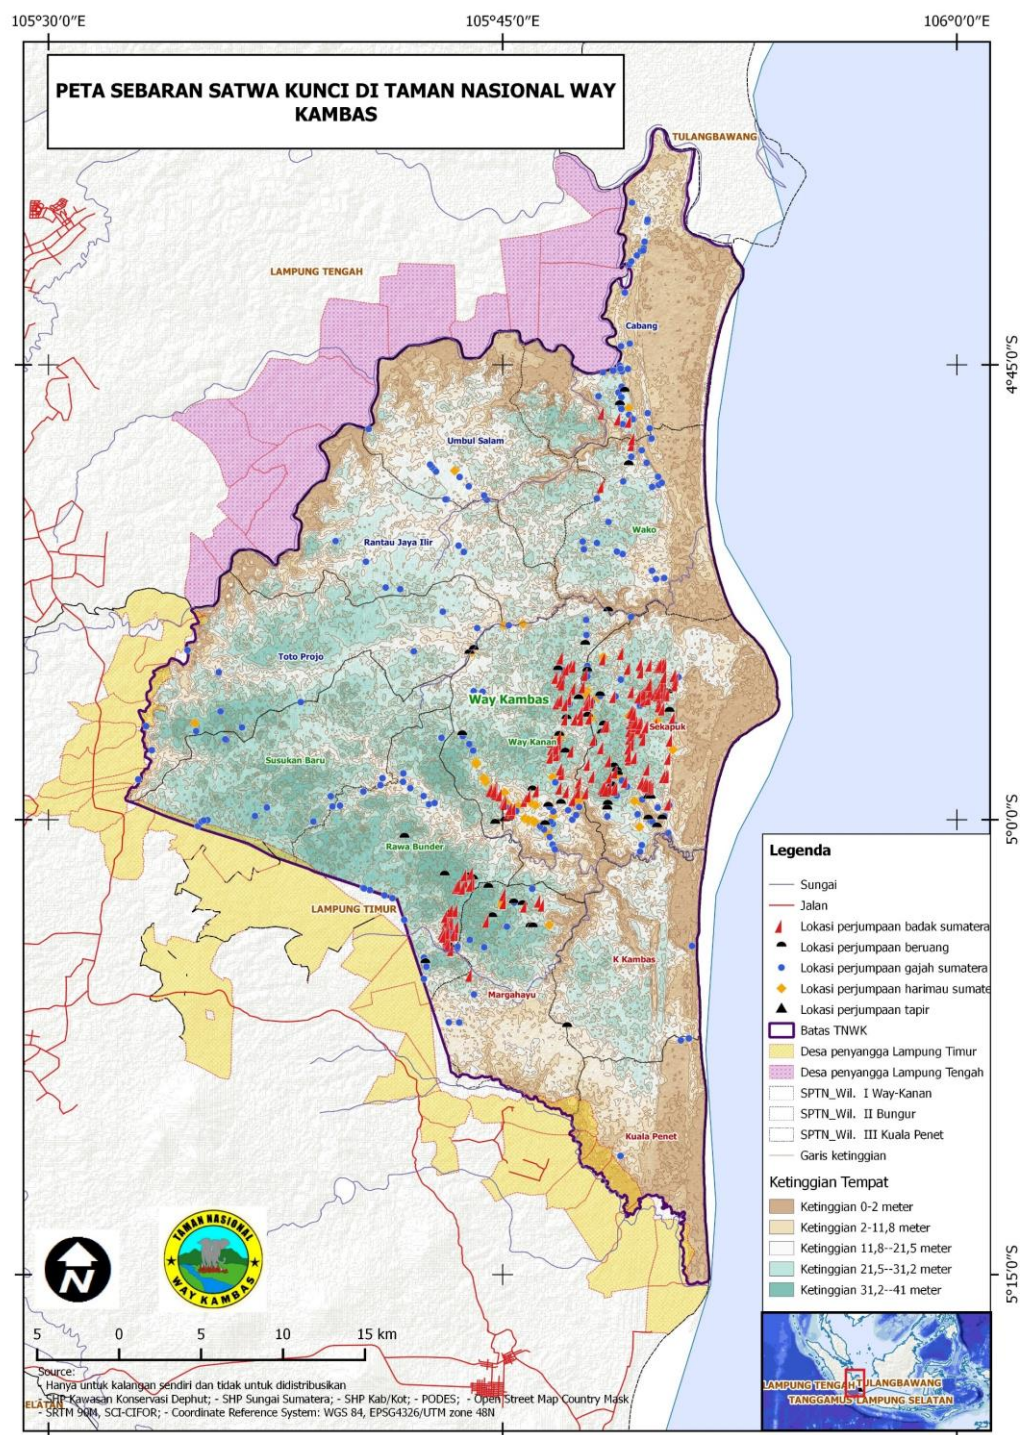 105°30'0"E
105°45'0"E
106°0'0"E
PETA SEBARAN SATWA KUNCI DI TAMAN NASIONAL WAY
KAMBAS
TULANGBAWANG
LAMPUNG TENGAH
Cabang
4°45'0"S
Umbul Salam
Wako
Rantau Jaya Ilir
Toto Projo
Way Kambas
Sekapuk
Way Kanan
Susukan Baru
5°0'0"S
Rawa Bunder
LAMPUNG TIMUR
K Kambas
Margahayu
Kuala Penet
5°15'0"S
Legenda
Sungai
Jalan
Lokasi perjumpaan badak sumatera
Lokasi perjumpaan beruang
Lokasi perjumpaan gajah sumatera
Lokasi perjumpaan harimau sumate
Lokasi perjumpaan tapir
Batas TNWK
Desa penyangga Lampung Timur
Desa penyangga Lampung Tengah
SPTN_Wil. I Way-Kanan
SPTN_Wil. II Bungur
SPTN_Wil. III Kuala Penet
Garis ketinggian
Ketinggian Tempat
Ketinggian 0-2 meter
Ketinggian 2-11,8 meter
Ketinggian 11,8--21,5 meter
Ketinggian 21,5--31,2 meter
Ketinggian 31,2--41 meter
N
TAMAN NASIONAL
WAY KAMBAS
5 0 5 10 15 km
Source:
- Hanya untuk kalangan sendiri dan tidak untuk didistribusikan
- SHP Kawasan Konservasi Dephut; - SHP Sungai Sumatera; - SHP Kab/Kot; - PODES; - Open Street Map Country Mask
- SRTM 90M, SCI-CIFOR; - Coordinate Reference System: WGS 84, EPSG4326/UTM zone 48N
LAMPUNG TENGAH
TULANGBAWANG
TANGGAMUS LAMPUNG SELATAN